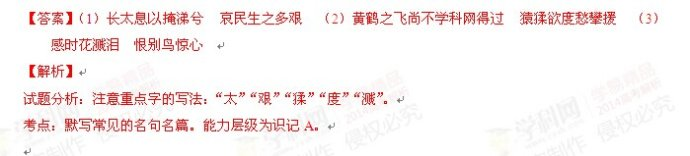 【答案】（1）长太息以掩涕兮 哀民生之多艰 （2）黄鹤之飞尚不学科网得过 猿猱欲度愁攀援 （3）
感时花溅泪 恨别鸟惊心
【解析】
试题分析：注意重点字的写法：“太”“艰”“猱”“度”“溅”。
考点：默写常见的名句名篇。能力层级为识记 A。